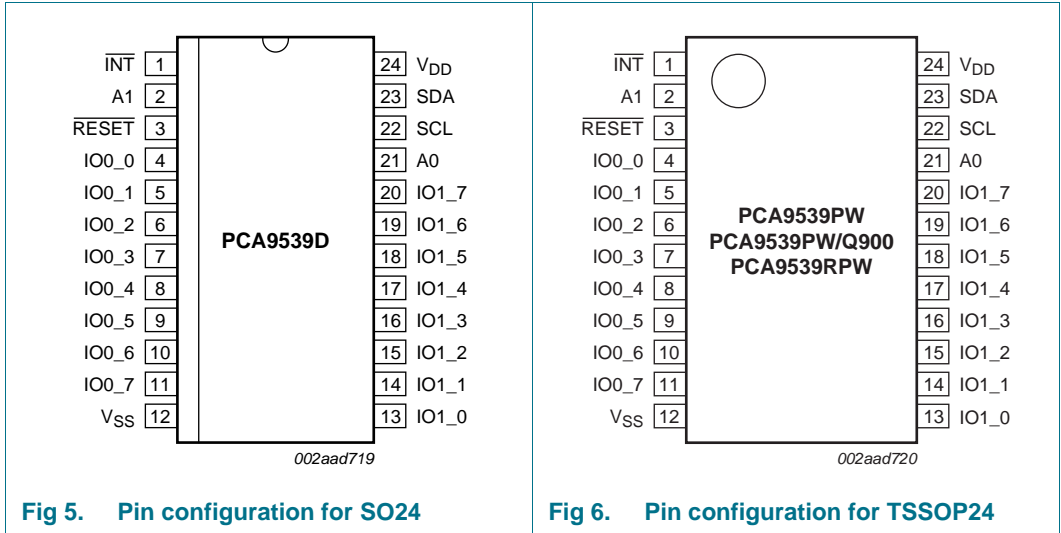 INT 1
A1 2
RESET 3
IO0_0 4
IO0_1 5
IO0_2 6
IO0_3 7
IO0_4 8
IO0_5 9
IO0_6 10
IO0_7 11
VSS 12
PCA9539D
24 VDD
23 SDA
22 SCL
21 A0
20 IO1_7
19 IO1_6
18 IO1_5
17 IO1_4
16 IO1_3
15 IO1_2
14 IO1_1
13 IO1_0
002aad719
Fig 5. Pin configuration for SO24
INT 1
A1 2
RESET 3
IO0_0 4
IO0_1 5
IO0_2 6
IO0_3 7
IO0_4 8
IO0_5 9
IO0_6 10
IO0_7 11
VSS 12
PCA9539PW
PCA9539PW/Q900
PCA9539RPW
24 VDD
23 SDA
22 SCL
21 A0
20 IO1_7
19 IO1_6
18 IO1_5
17 IO1_4
16 IO1_3
15 IO1_2
14 IO1_1
13 IO1_0
002aad720
Fig 6. Pin configuration for TSSOP24